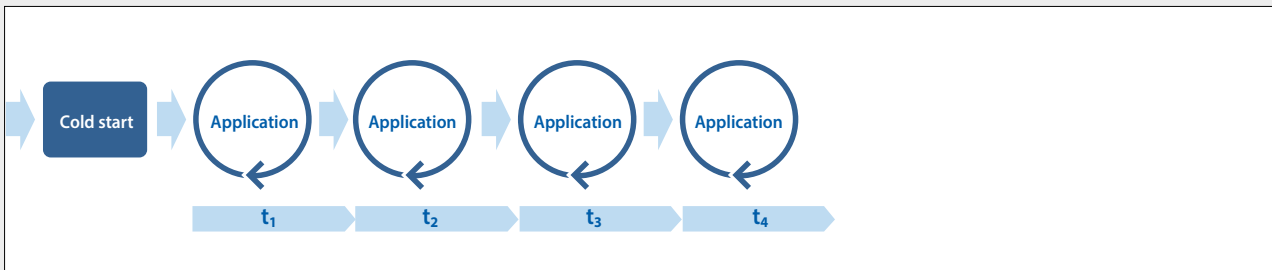 Cold start
Application
Application
Application
Application
t1
t2
t3
t4